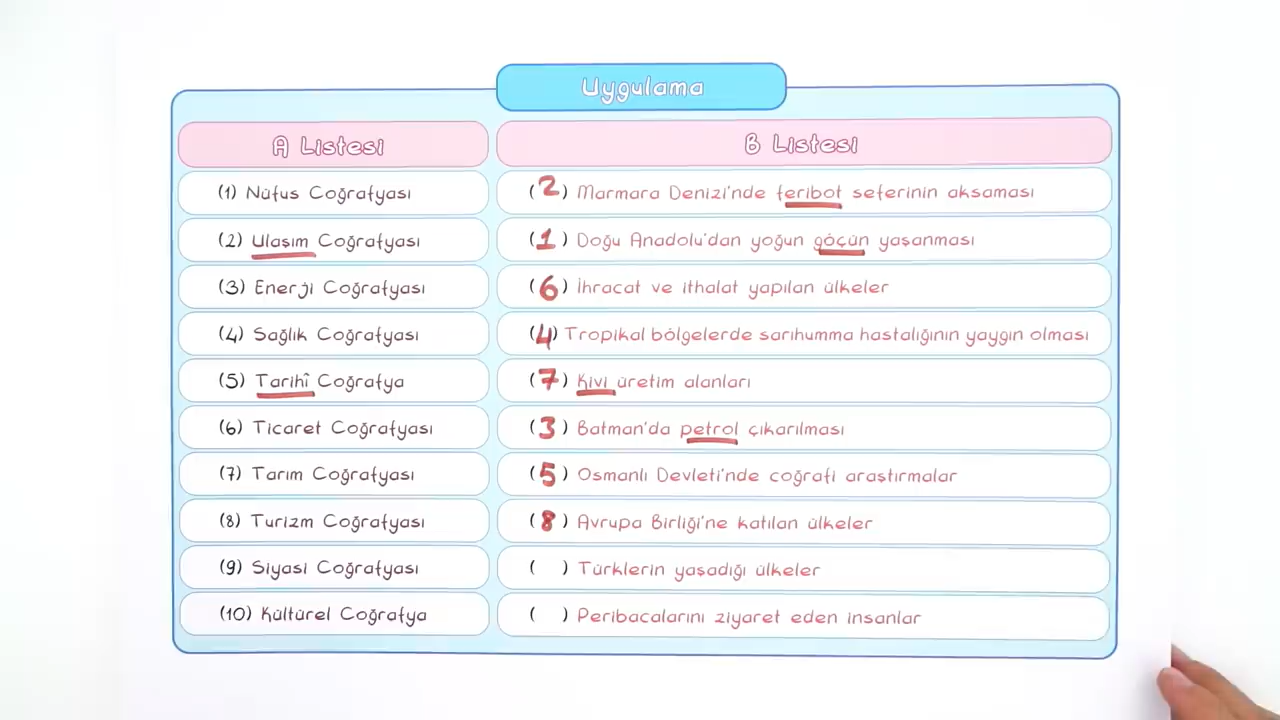 Uygulama
A Listesi
B Listesi
(1) Nüfus Coğrafyası
(2) Marmara Denizi'nde feribot seferinin aksaması
(2) Ulaşım Coğrafyası
(1) Doğu Anadolu'dan yoğun göçün yaşanması
(3) Enerji Coğrafyası
(6) İhracat ve ithalat yapılan ülkeler
(4) Sağlık Coğrafyası
(4) Tropikal bölgelerde sarıhumma hastalığının yaygın olması
(5) Tarihî Coğrafya
(7) Kivi üretim alanları
(6) Ticaret Coğrafyası
(3) Batman'da petrol çıkarılması
(7) Tarım Coğrafyası
(5) Osmanlı Devleti'nde coğrafi araştırmalar
(8) Turizm Coğrafyası
(8) Avrupa Birliği'ne katılan ülkeler
(9) Siyasi Coğrafyası
( ) Türklerin yaşadığı ülkeler
(10) Kültürel Coğrafya
( ) Peribacalarını ziyaret eden insanlar